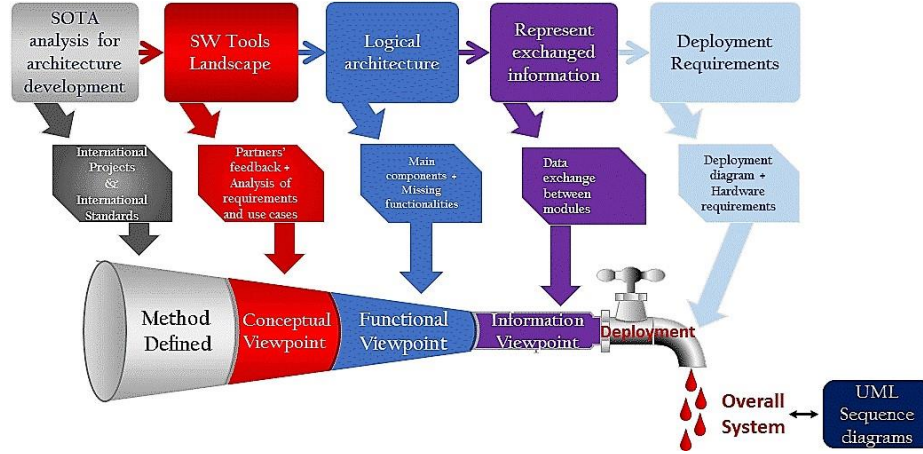 SOTA
analysis for
architecture
development
SW Tools
Landscape
Logical
architecture
Represent
exchanged
information
Deployment
Requirements
International
Projects
&
International
Standards
Partners'
feedback +
Analysis of
requirements
and use cases
Main
components +
Missing
functionalities
Data
exchange
between
modules
Deployment
diagram +
Hardware
requirements
Method
Defined
Conceptual
Viewpoint
Functional
Viewpoint
Information
Viewpoint
Deployment
Overall
System
UML
Sequence
diagrams